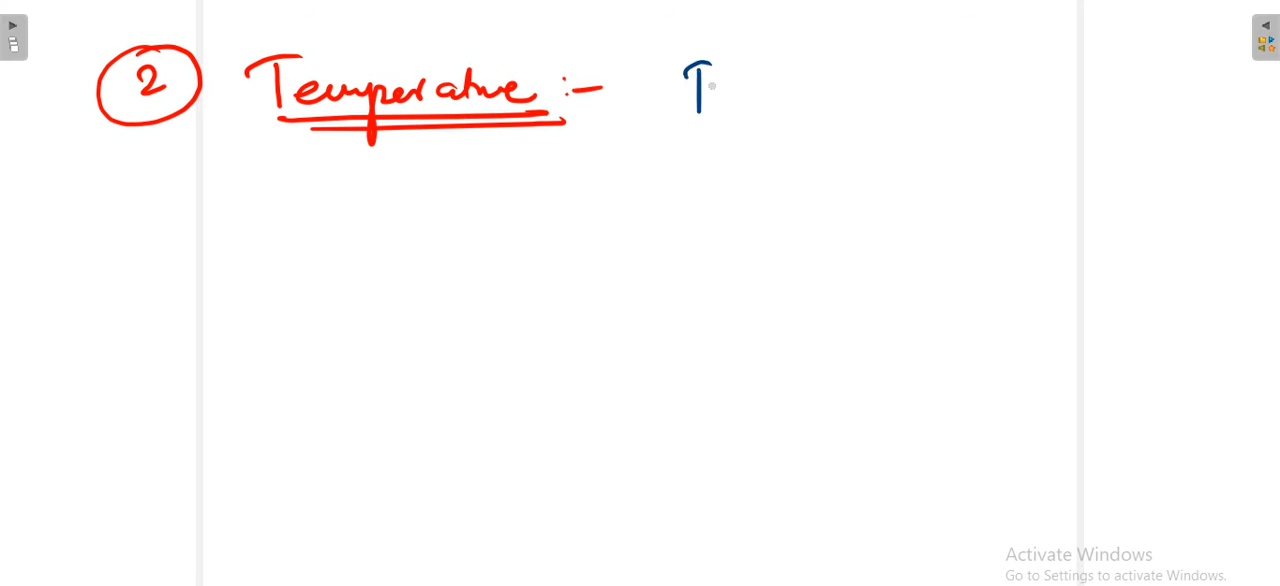 2 Temperature :- T
Activate Windows
Go to Settings to activate Windows.